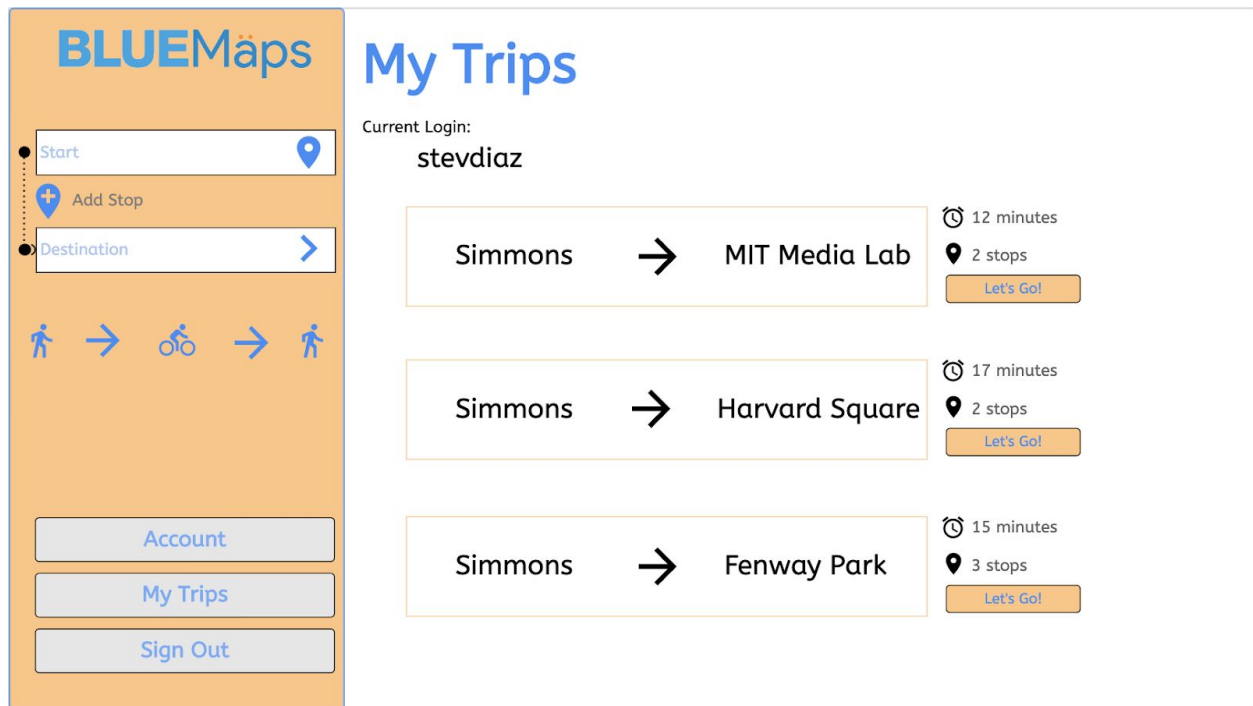 BLUEMäps
Start
Add Stop
Destination
Account
My Trips
Sign Out
My Trips
Current Login:
stevdiaz
Simmons → MIT Media Lab
12 minutes
2 stops
Let's Go!
Simmons → Harvard Square
17 minutes
2 stops
Let's Go!
Simmons → Fenway Park
15 minutes
3 stops
Let's Go!